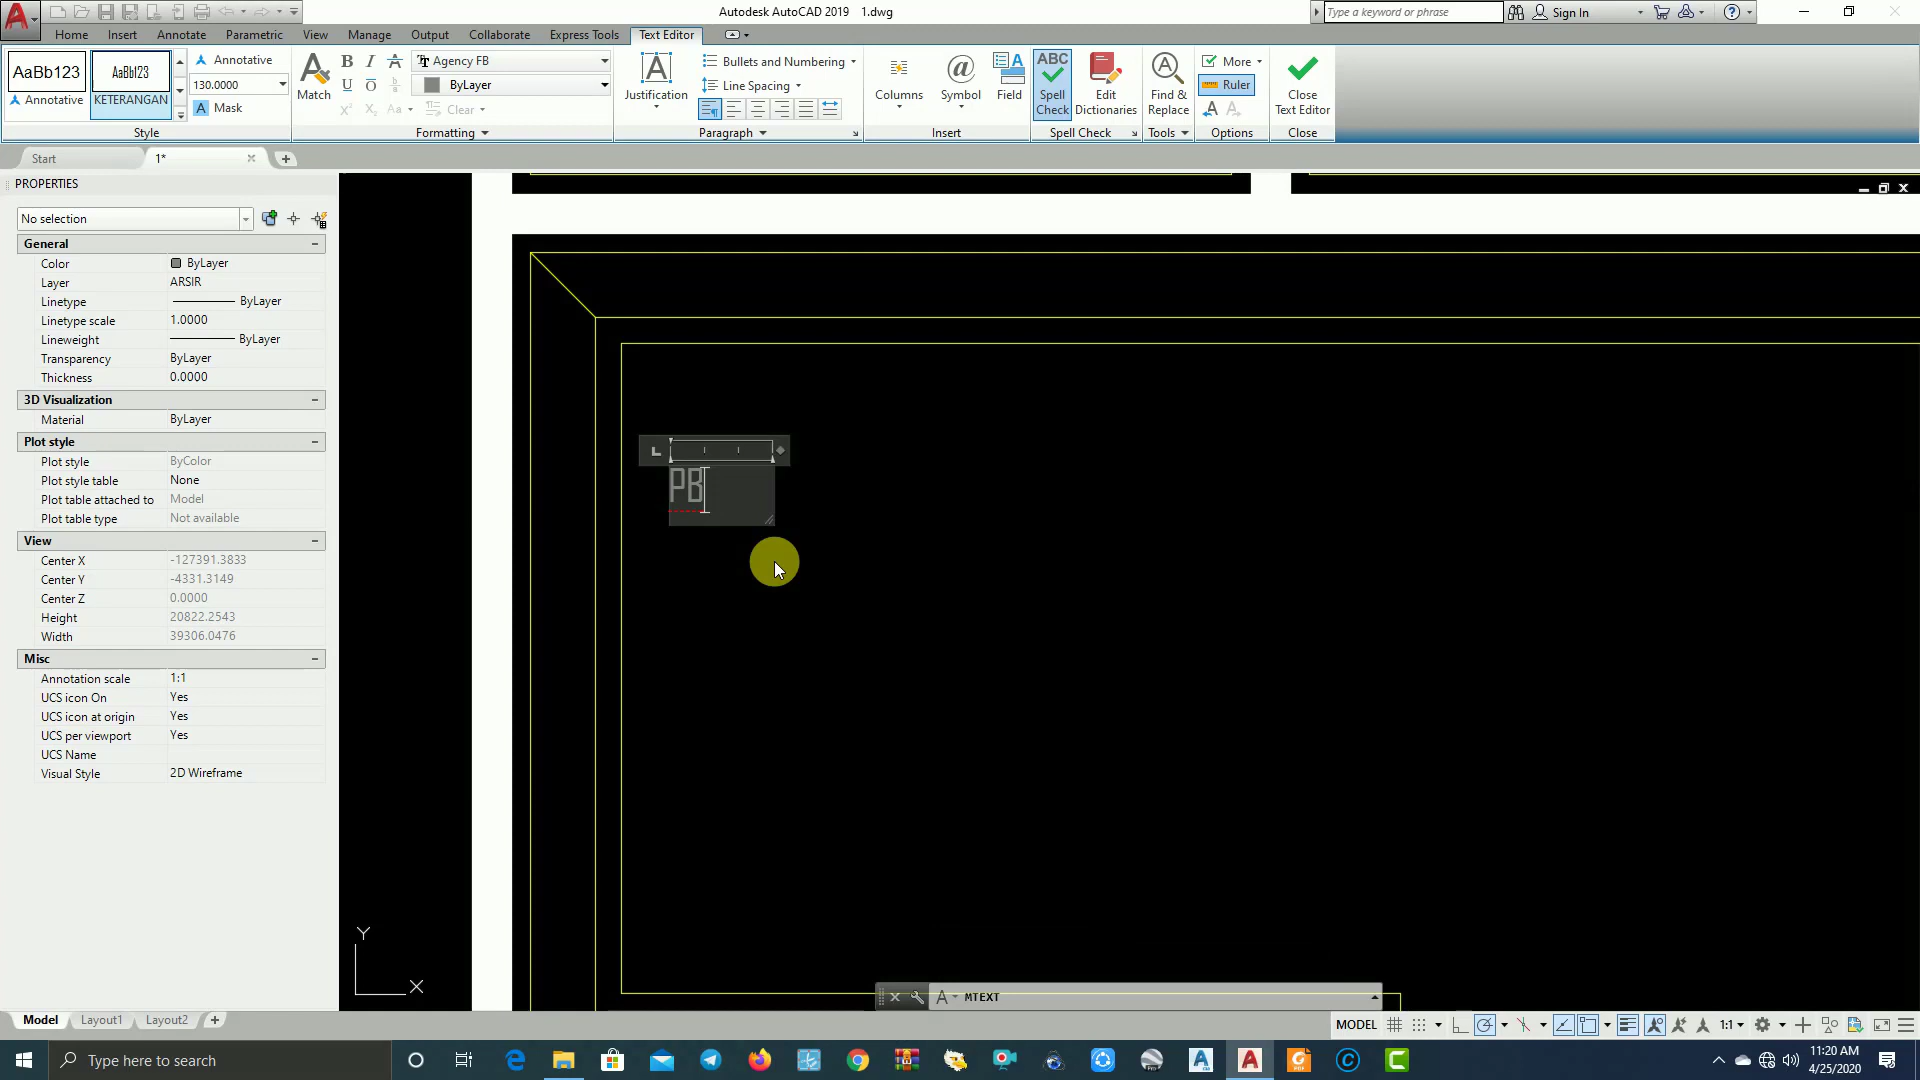 Autodesk AutoCAD 2019 1.dwg
Type a keyword or phrase
Sign In
Home Insert Annotate Parametric View Manage Output Collaborate Express Tools Text Editor
AaBb123
Annotative
AaBb123
KETERANGAN
Annotative
130.0000
Mask
Style
Match
Agency FB
ByLayer
Clear
Formatting
Justification
Bullets and Numbering
Line Spacing
Paragraph
Columns
Symbol
Field
Insert
ABC
Spell Check
Edit Dictionaries
Spell Check
Find & Replace
Tools
More
Ruler
Options
Close Text Editor
Close
Start
1*
PROPERTIES
No selection
General
Color ByLayer
Layer ARSIR
Linetype ByLayer
Linetype scale 1.0000
Lineweight ByLayer
Transparency ByLayer
Thickness 0.0000
3D Visualization
Material ByLayer
Plot style
Plot style ByColor
Plot style table None
Plot table attached to Model
Plot table type Not available
View
Center X -127391.3833
Center Y -4331.3149
Center Z 0.0000
Height 20822.2543
Width 39306.0476
Misc
Annotation scale 1:1
UCS icon On Yes
UCS icon at origin Yes
UCS per viewport Yes
UCS Name
Visual Style 2D Wireframe
PB
Y
X
MTEXT
Model Layout1 Layout2
MODEL
1:1
Type here to search
11:20 AM
4/25/2020